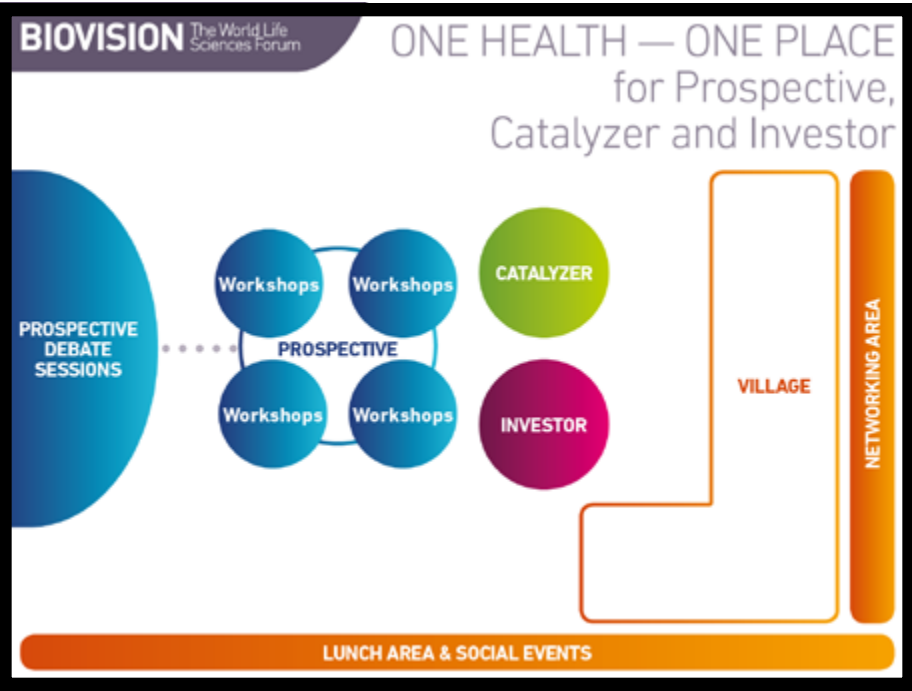 BIOVISION The World Life
Sciences Forum
ONE HEALTH — ONE PLACE
for Prospective,
Catalyzer and Investor
PROSPECTIVE
DEBATE
SESSIONS
Workshops
Workshops
PROSPECTIVE
Workshops
Workshops
CATALYZER
INVESTOR
VILLAGE
NETWORKING AREA
LUNCH AREA & SOCIAL EVENTS